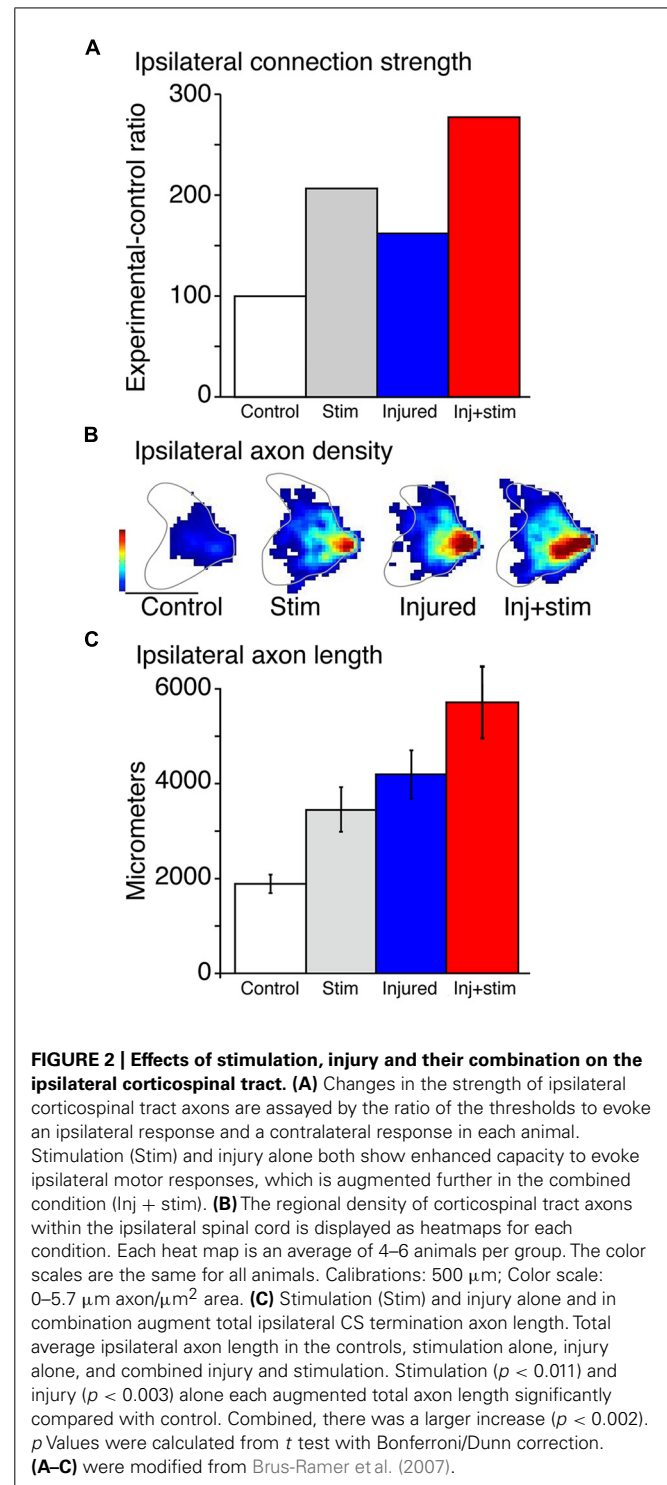 A
Ipsilateral connection strength
300
200
100
0
Experimental-control ratio
Control Stim Injured Inj+stim
B
Ipsilateral axon density
Control Stim Injured Inj+stim
C
Ipsilateral axon length
6000
4000
2000
0
Micrometers
Control Stim Injured Inj+stim
FIGURE 2 | Effects of stimulation, injury and their combination on the
ipsilateral corticospinal tract. (A) Changes in the strength of ipsilateral
corticospinal tract axons are assayed by the ratio of the thresholds to evoke
an ipsilateral response and a contralateral response in each animal.
Stimulation (Stim) and injury alone both show enhanced capacity to evoke
ipsilateral motor responses, which is augmented further in the combined
condition (Inj + stim). (B) The regional density of corticospinal tract axons
within the ipsilateral spinal cord is displayed as heatmaps for each
condition. Each heat map is an average of 4–6 animals per group. The color
scales are the same for all animals. Calibrations: 500 μm; Color scale:
0–5.7 μm axon/μm² area. (C) Stimulation (Stim) and injury alone and in
combination augment total ipsilateral CS termination axon length. Total
average ipsilateral axon length in the controls, stimulation alone, injury
alone, and combined injury and stimulation. Stimulation (p < 0.011) and
injury (p < 0.003) alone each augmented total axon length significantly
compared with control. Combined, there was a larger increase (p < 0.002).
p Values were calculated from t test with Bonferroni/Dunn correction.
(A–C) were modified from Brus-Ramer et al. (2007).